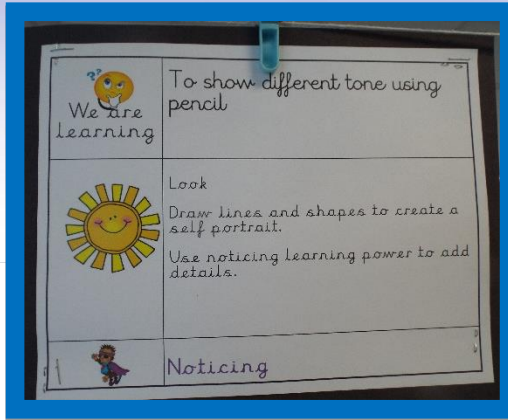 We are
learning
To show different tone using
pencil
Look
Draw lines and shapes to create a
self portrait.
Use noticing learning power to add
details.
Noticing